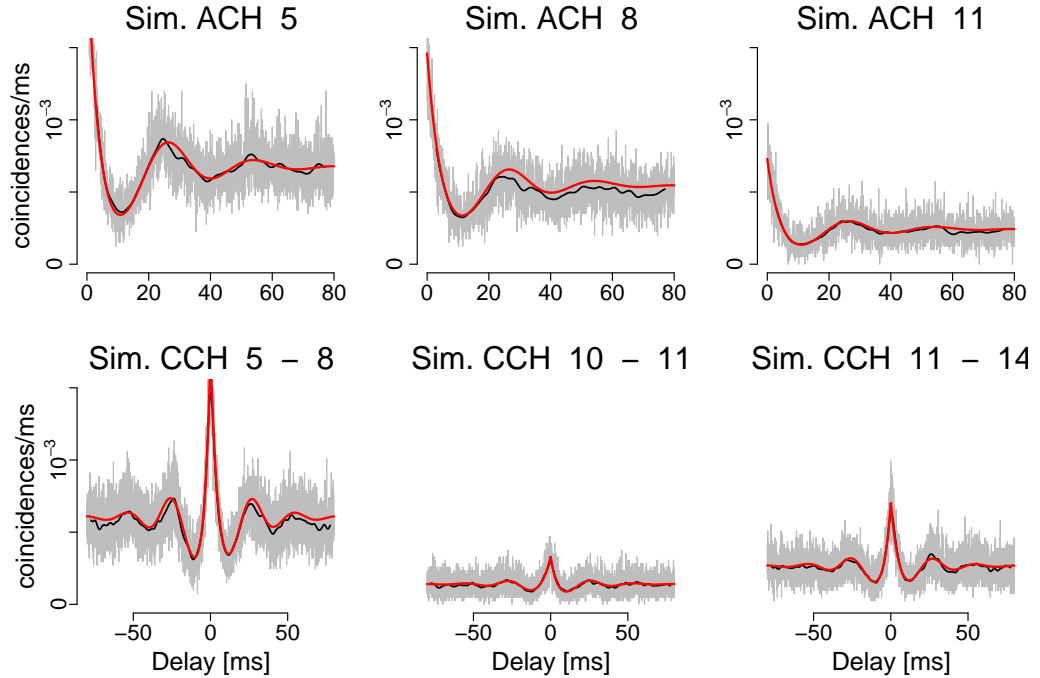 Sim. ACH 5
Sim. ACH 8
Sim. ACH 11
coincidences/ms
0
10⁻³
0
10⁻³
0
10⁻³
0 20 40 60 80
0 20 40 60 80
0 20 40 60 80
Sim. CCH 5 – 8
Sim. CCH 10 – 11
Sim. CCH 11 – 14
coincidences/ms
0
10⁻³
−50 0 50
−50 0 50
−50 0 50
Delay [ms]
Delay [ms]
Delay [ms]